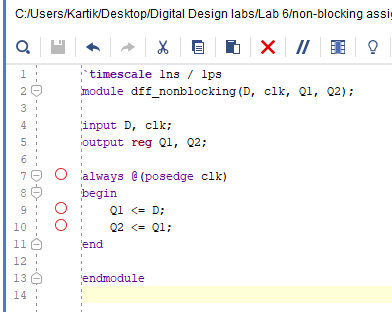 C:/Users/Kartik/Desktop/Digital Design labs/Lab 6/non-blocking assi
1 `timescale 1ns / 1ps
2 module dff_nonblocking(D, clk, Q1, Q2);
3
4 input D, clk;
5 output reg Q1, Q2;
6
7 always @(posedge clk)
8 begin
9 Q1 <= D;
10 Q2 <= Q1;
11 end
12
13 endmodule
14